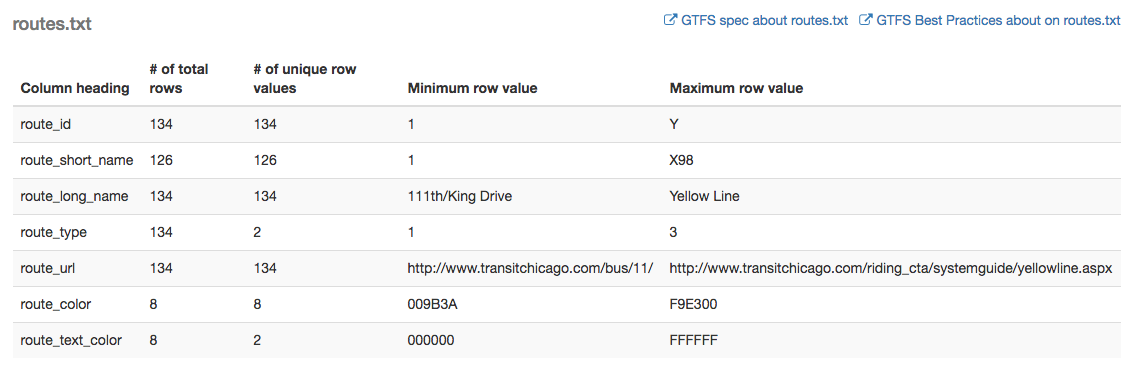 routes.txt
GTFS spec about routes.txt GTFS Best Practices about on routes.txt
Column heading # of total rows # of unique row values Minimum row value Maximum row value
route_id 134 134 1 Y
route_short_name 126 126 1 X98
route_long_name 134 134 111th/King Drive Yellow Line
route_type 134 2 1 3
route_url 134 134 http://www.transitchicago.com/bus/11/ http://www.transitchicago.com/riding_cta/systemguide/yellowline.aspx
route_color 8 8 009B3A F9E300
route_text_color 8 2 000000 FFFFFF